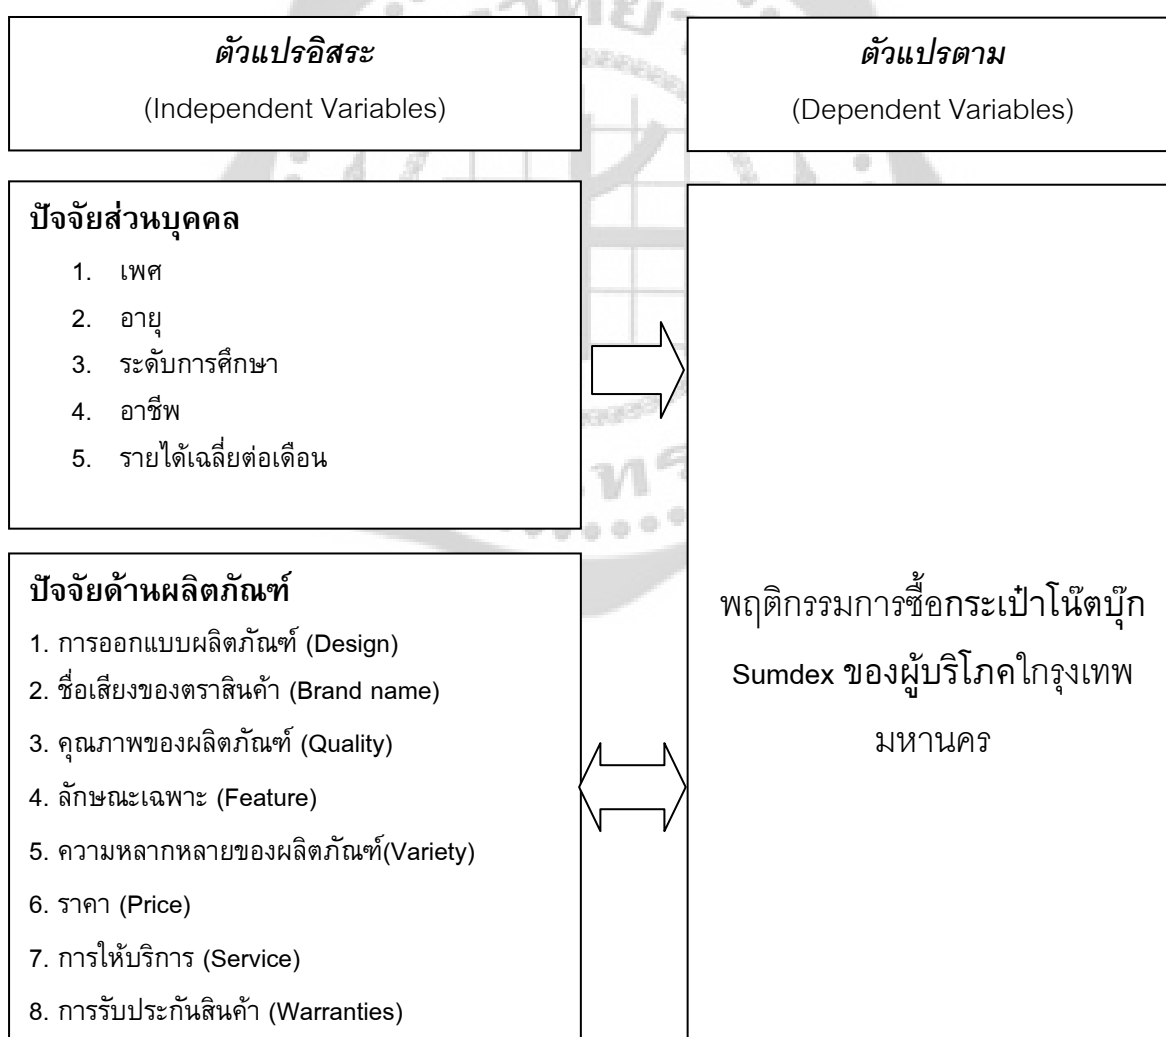 ตัวแปรอิสระ
(Independent Variables)
ตัวแปรตาม
(Dependent Variables)
ปัจจัยส่วนบุคคล
1. เพศ
2. อายุ
3. ระดับการศึกษา
4. อาชีพ
5. รายได้เฉลี่ยต่อเดือน
ปัจจัยด้านผลิตภัณฑ์
1. การออกแบบผลิตภัณฑ์ (Design)
2. ชื่อเสียงของตราสินค้า (Brand name)
3. คุณภาพของผลิตภัณฑ์ (Quality)
4. ลักษณะเฉพาะ (Feature)
5. ความหลากหลายของผลิตภัณฑ์(Variety)
6. ราคา (Price)
7. การให้บริการ (Service)
8. การรับประกันสินค้า (Warranties)
พฤติกรรมการซื้อกระเป๋าโน๊ตบุ๊ก
Sumdex ของผู้บริโภคใกรุงเทพ
มหานคร